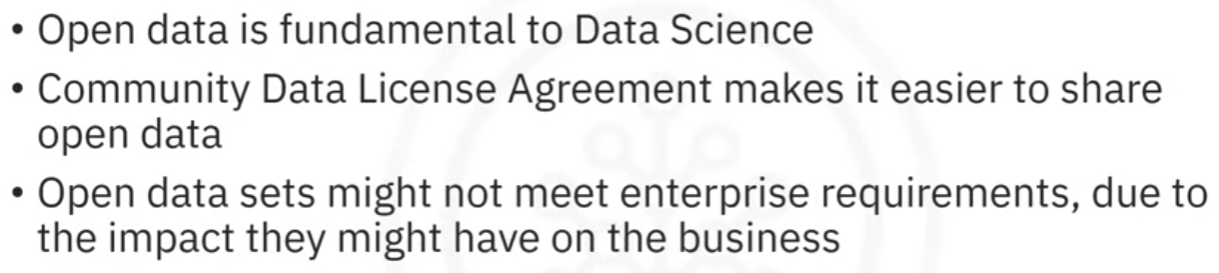 • Open data is fundamental to Data Science
• Community Data License Agreement makes it easier to share
open data
• Open data sets might not meet enterprise requirements, due to
the impact they might have on the business